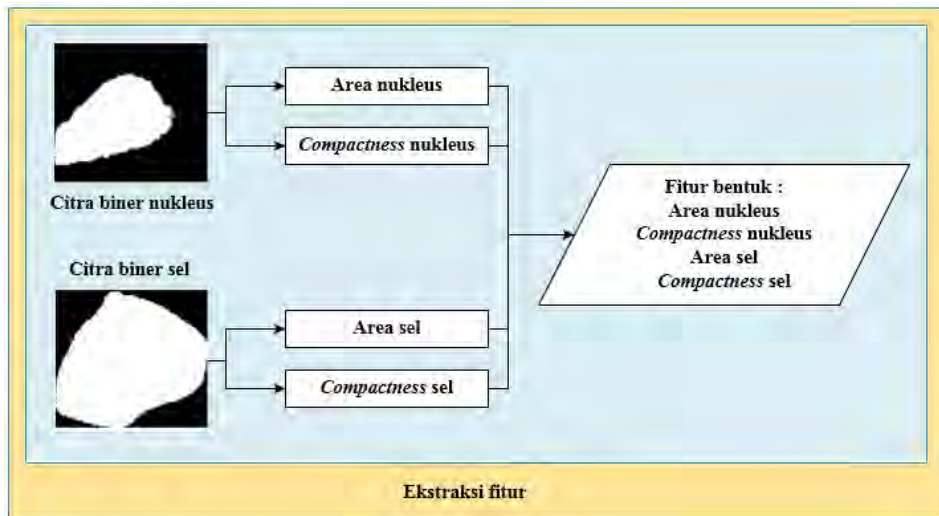 Citra biner nukleus
Area nukleus
Compactness nukleus
Citra biner sel
Area sel
Compactness sel
Fitur bentuk :
Area nukleus
Compactness nukleus
Area sel
Compactness sel
Ekstraksi fitur